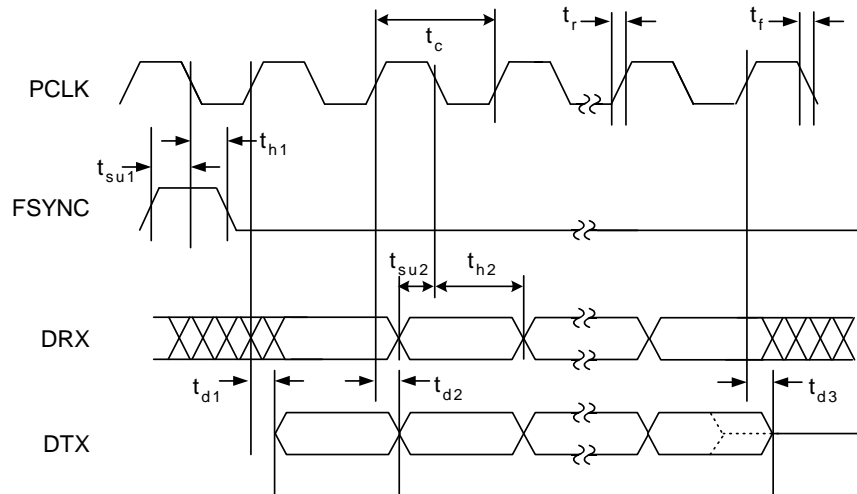 t_r
t_f
t_c
PCLK
t_h1
t_su1
FSYNC
t_su2
t_h2
DRX
t_d1
t_d2
t_d3
DTX